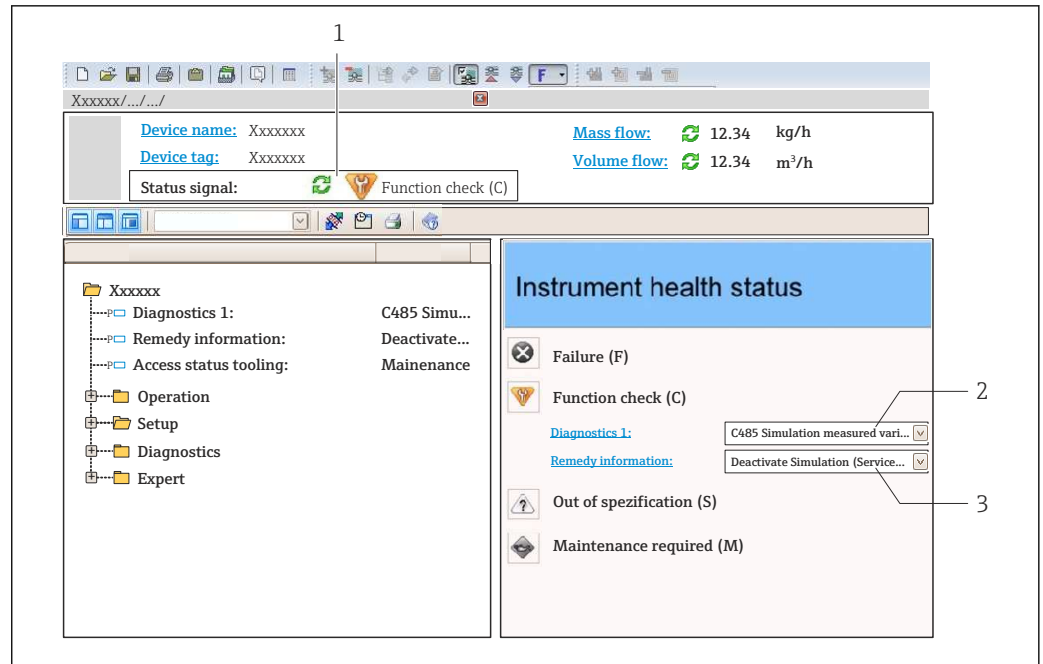 1
F
Xxxxxx/.../.../
Device name: Xxxxxxx
Mass flow: 12.34 kg/h
Device tag: Xxxxxxx
Volume flow: 12.34 m³/h
Status signal: Function check (C)
Xxxxxx
Diagnostics 1: C485 Simu...
Remedy information: Deactivate...
Access status tooling: Mainenance
Operation
Setup
Diagnostics
Expert
Instrument health status
Failure (F)
Function check (C)
Diagnostics 1: C485 Simulation measured vari...
2
Remedy information: Deactivate Simulation (Service...
3
Out of spezification (S)
Maintenance required (M)